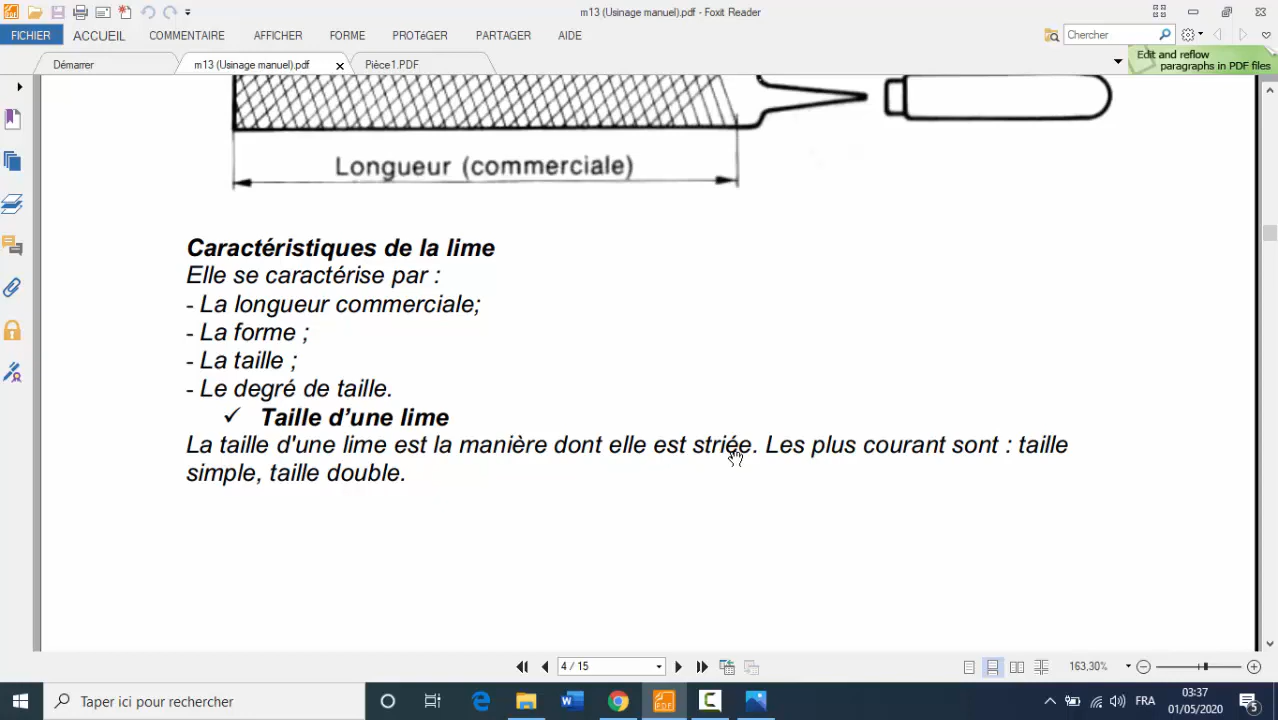 m13 (Usinage manuel).pdf - Foxit Reader
FICHIER ACCUEIL COMMENTAIRE AFFICHER FORME PROTéGER PARTAGER AIDE
Chercher
Démarrer m13 (Usinage manuel).pdf Pièce1.PDF
Edit and reflow
paragraphs in PDF files
Longueur (commerciale)
Caractéristiques de la lime
Elle se caractérise par :
- La longueur commerciale;
- La forme ;
- La taille ;
- Le degré de taille.
✓ Taille d’une lime
La taille d'une lime est la manière dont elle est striée. Les plus courant sont : taille
simple, taille double.
4 / 15
163,30%
Taper ici pour rechercher
FRA
03:37
01/05/2020
5